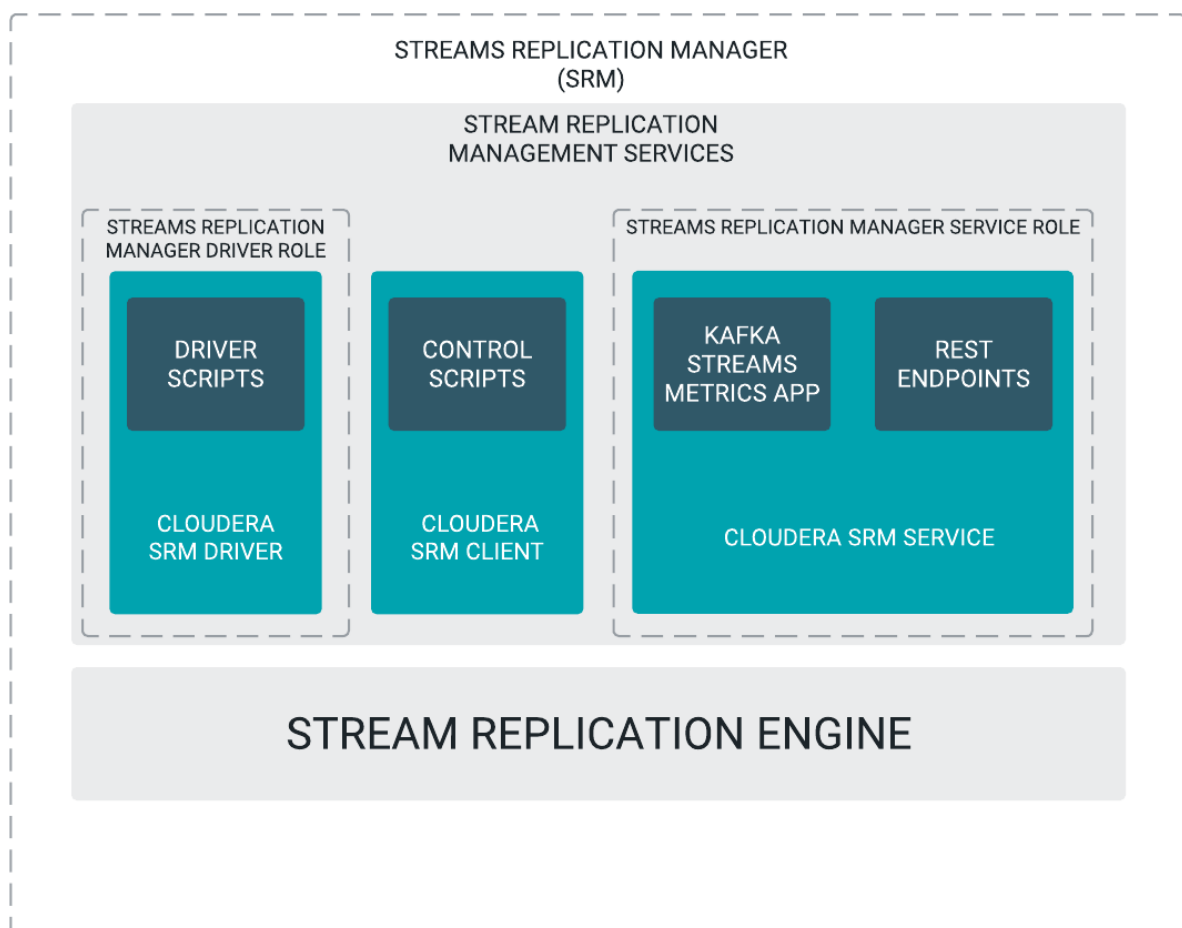 STREAMS REPLICATION MANAGER
(SRM)
STREAM REPLICATION
MANAGEMENT SERVICES
STREAMS REPLICATION
MANAGER DRIVER ROLE
DRIVER
SCRIPTS
CLOUDERA
SRM DRIVER
CONTROL
SCRIPTS
CLOUDERA
SRM CLIENT
STREAMS REPLICATION MANAGER SERVICE ROLE
KAFKA
STREAMS
METRICS APP
REST
ENDPOINTS
CLOUDERA SRM SERVICE
STREAM REPLICATION ENGINE